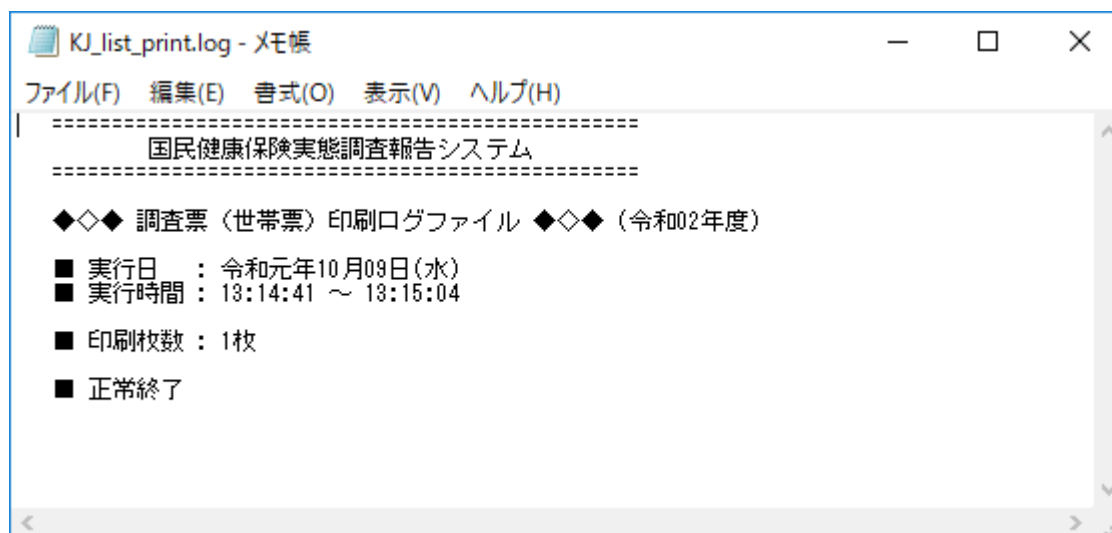 KJ_list_print.log - メモ帳
ファイル(F) 編集(E) 書式(O) 表示(V) ヘルプ(H)
=================================================
国民健康保険実態調査報告システム
=================================================
◆◇◆ 調査票（世帯票）印刷ログファイル ◆◇◆（令和02年度）
■ 実行日 : 令和元年10月09日(水)
■ 実行時間 : 13:14:41 ～ 13:15:04
■ 印刷枚数 : 1枚
■ 正常終了